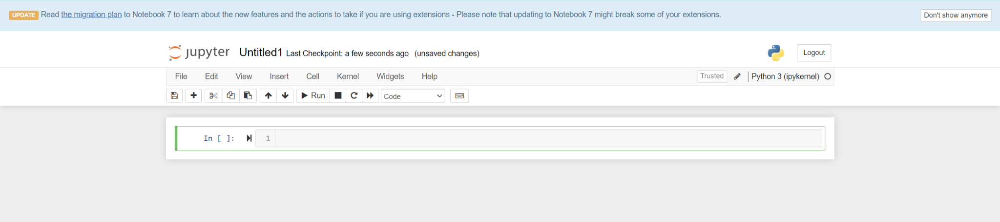 UPDATE Read the migration plan to Notebook 7 to learn about the new features and the actions to take if you are using extensions - Please note that updating to Notebook 7 might break some of your extensions. Don't show anymore
jupyter Untitled1 Last Checkpoint: a few seconds ago (unsaved changes) Logout
File Edit View Insert Cell Kernel Widgets Help Trusted Python 3 (ipykernel)
Run Code
In [ ]: 1